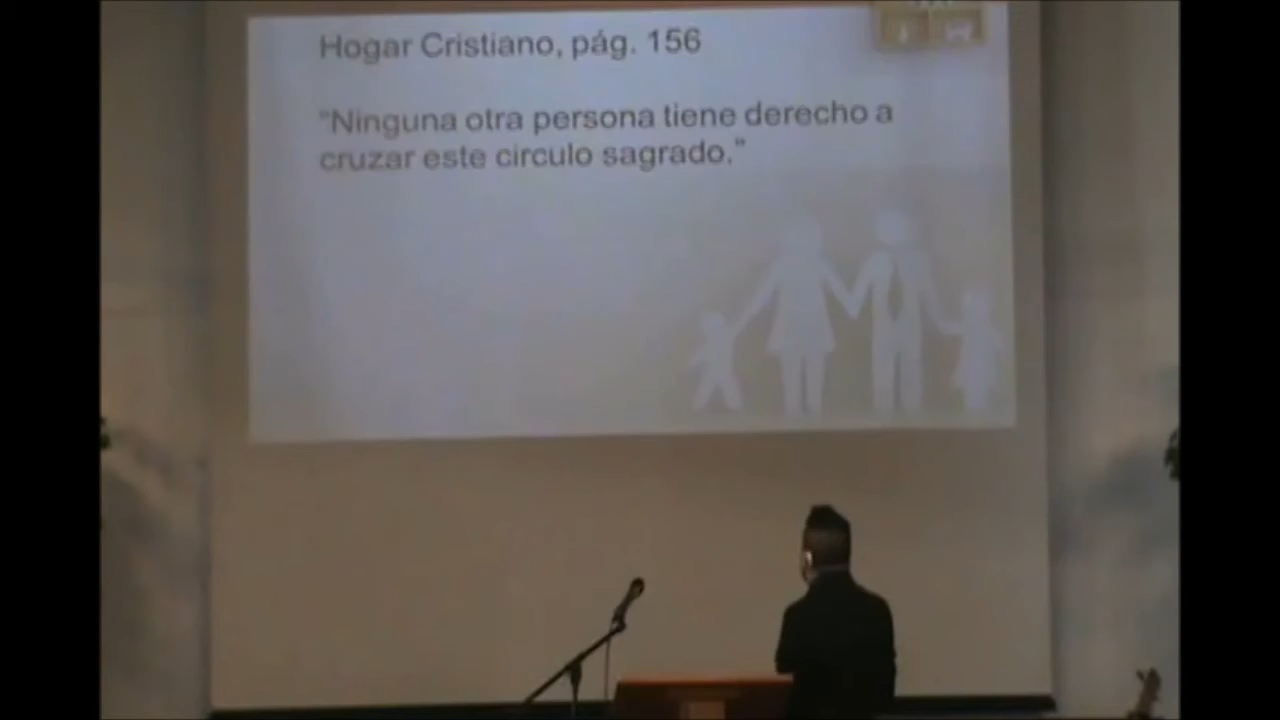 Hogar Cristiano, pág. 156
"Ninguna otra persona tiene derecho a
cruzar este circulo sagrado."